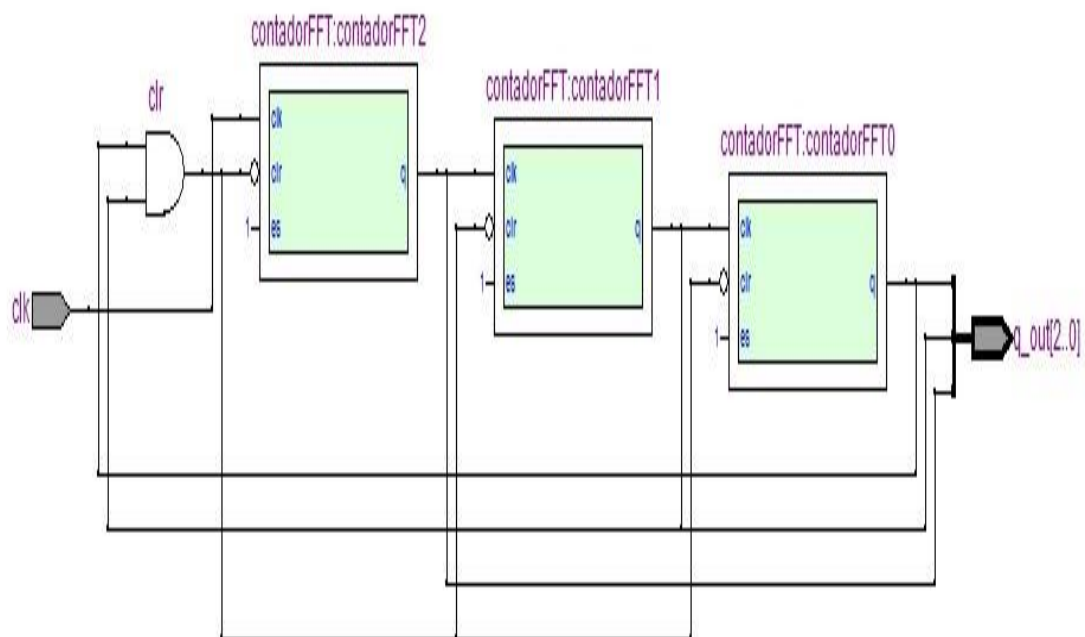 contadorFFT:contadorFFT2
contadorFFT:contadorFFT1
contadorFFT:contadorFFT0
clr
clk
clr
q
1 es
clk
clr
q
1 es
clk
clr
q
1 es
clk
q_out[2..0]